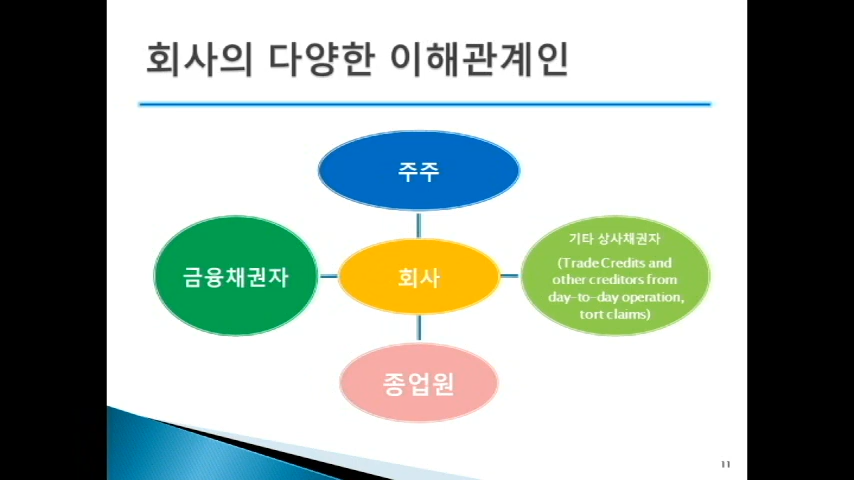 회사의 다양한 이해관계인
주주
금융채권자
회사
기타 상사채권자
(Trade Credits and
other creditors from
day-to-day operation,
tort claims)
종업원
11